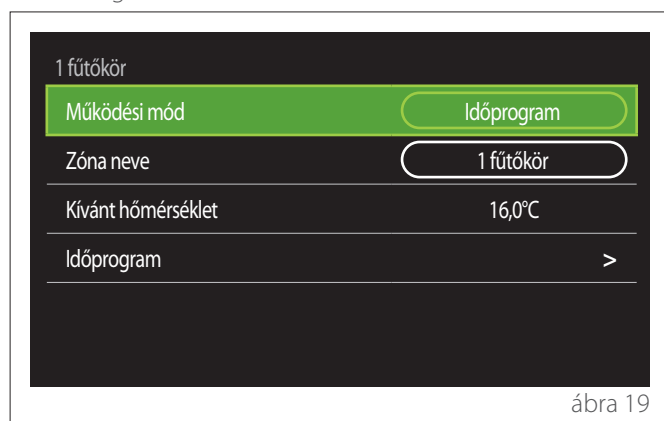 1 fűtőkör
Működési mód Időprogram
Zóna neve 1 fűtőkör
Kívánt hőmérséklet 16,0°C
Időprogram >
ábra 19